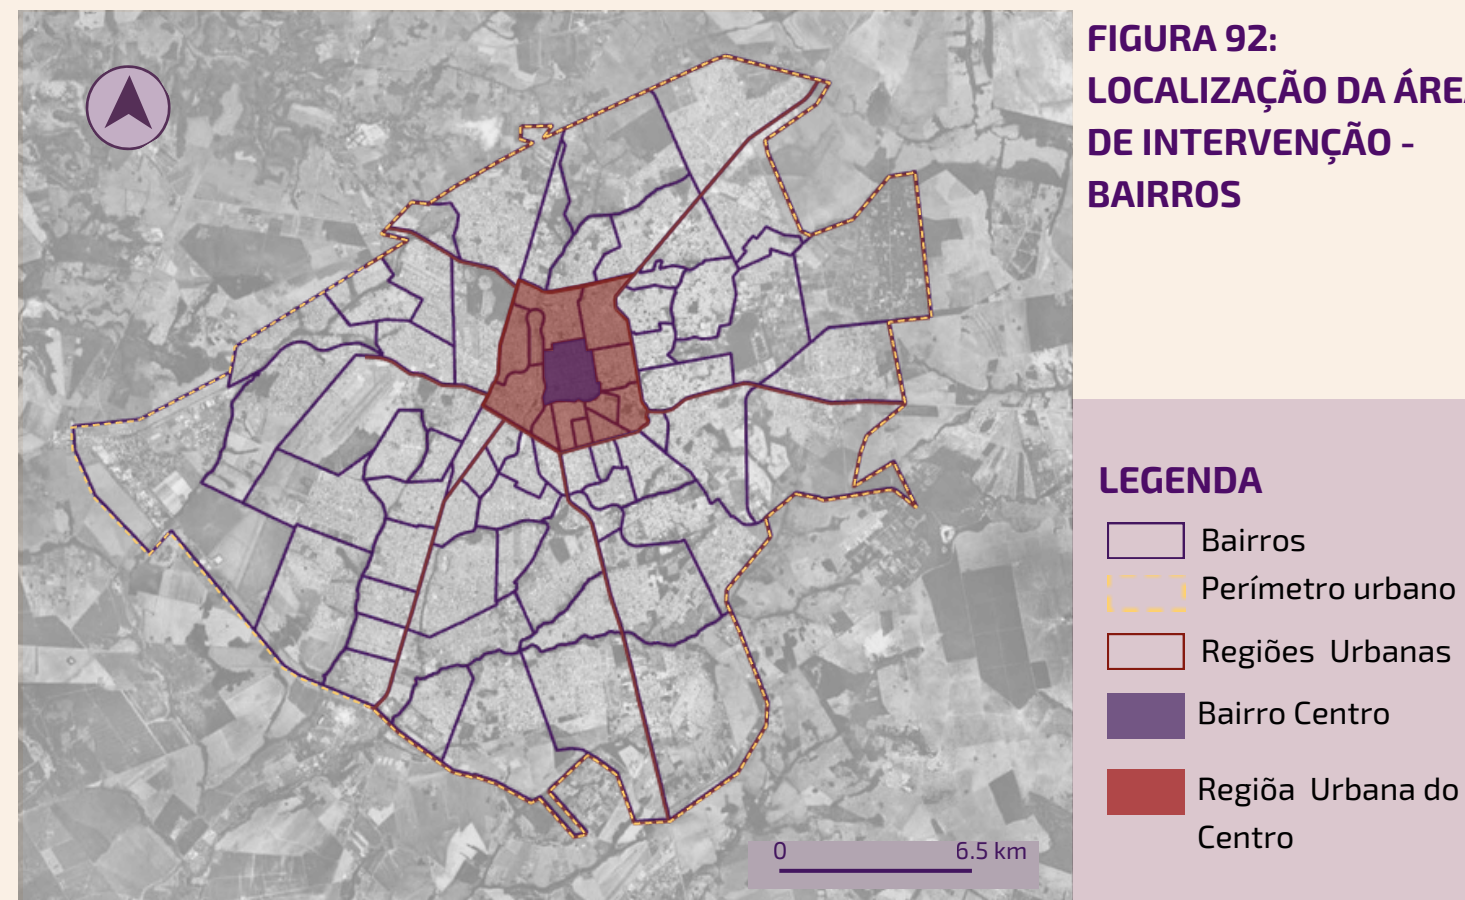 FIGURA 92:
LOCALIZAÇÃO DA ÁREA
DE INTERVENÇÃO -
BAIRROS
LEGENDA
Bairros
Perímetro urbano
Regiões Urbanas
Bairro Centro
Regiõa Urbana do
Centro
0 6.5 km